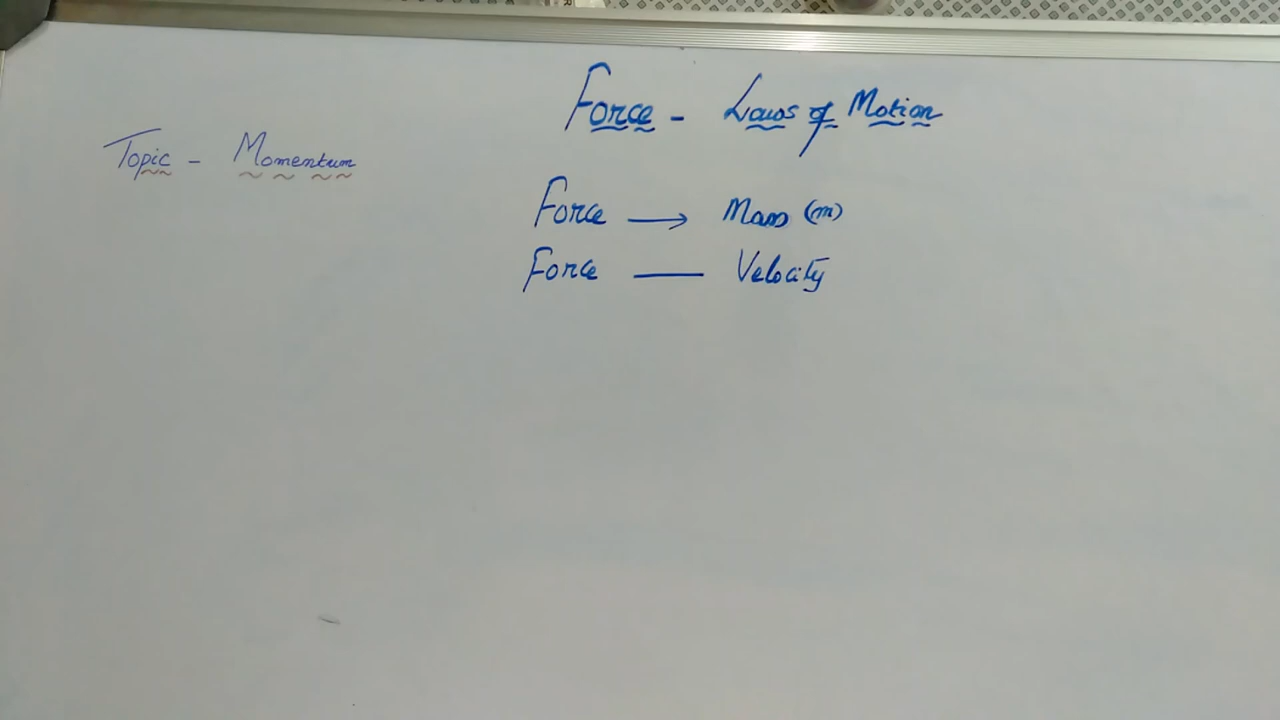 Force - Laws of Motion
Topic - Momentum
Force → Mass (m)
Force — Velocity